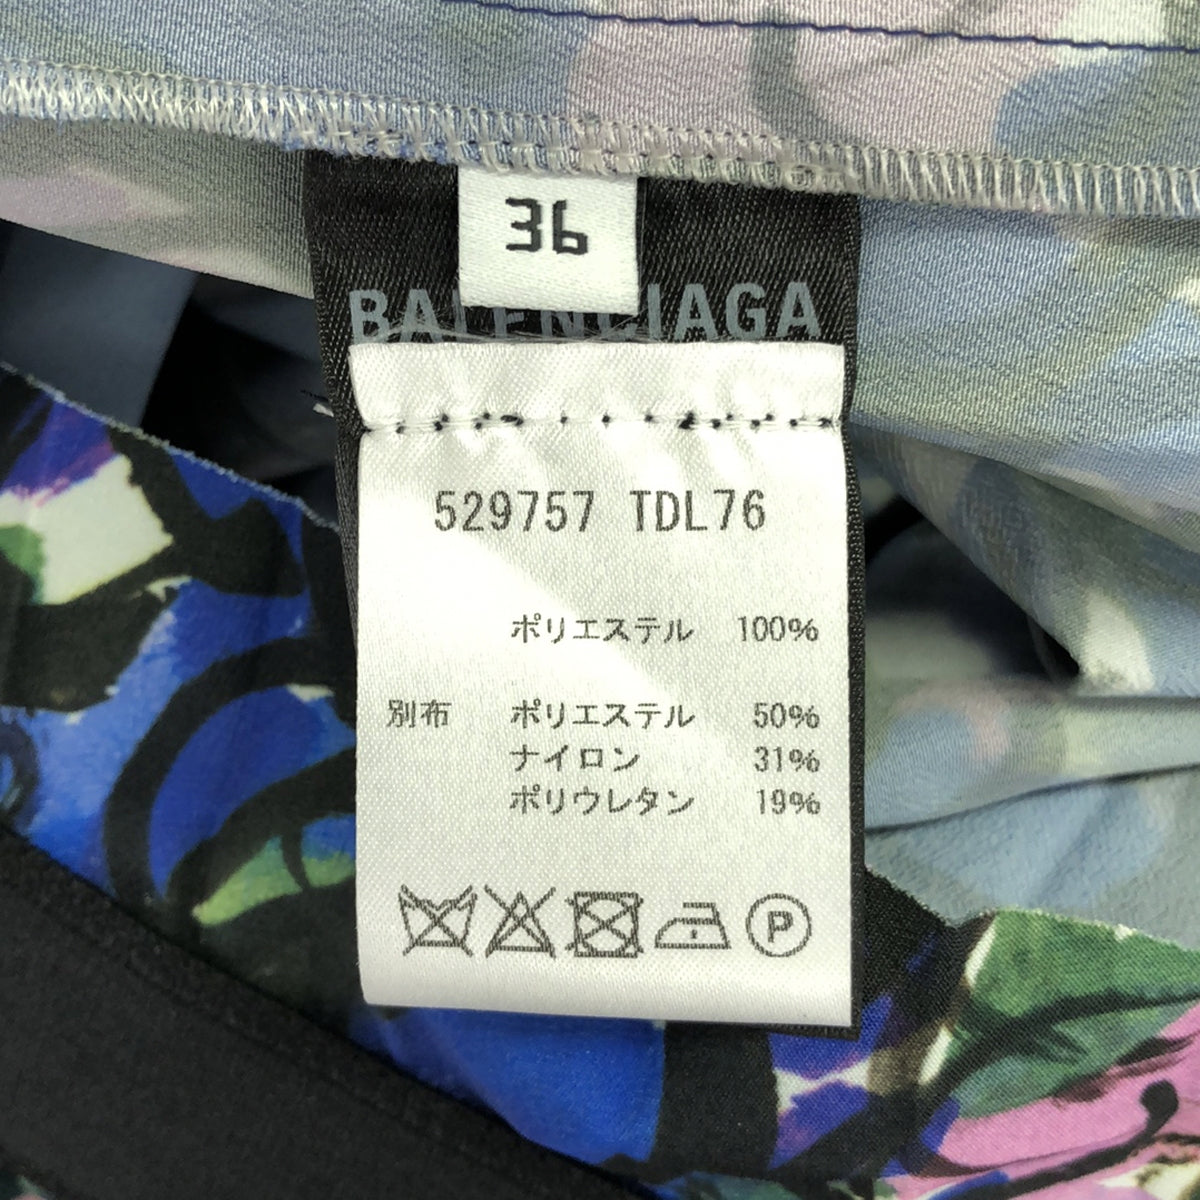 36
BALENCIAGA
529757 TDL76
ポリエステル 100%
別布 ポリエステル 50%
ナイロン 31%
ポリウレタン 19%
P